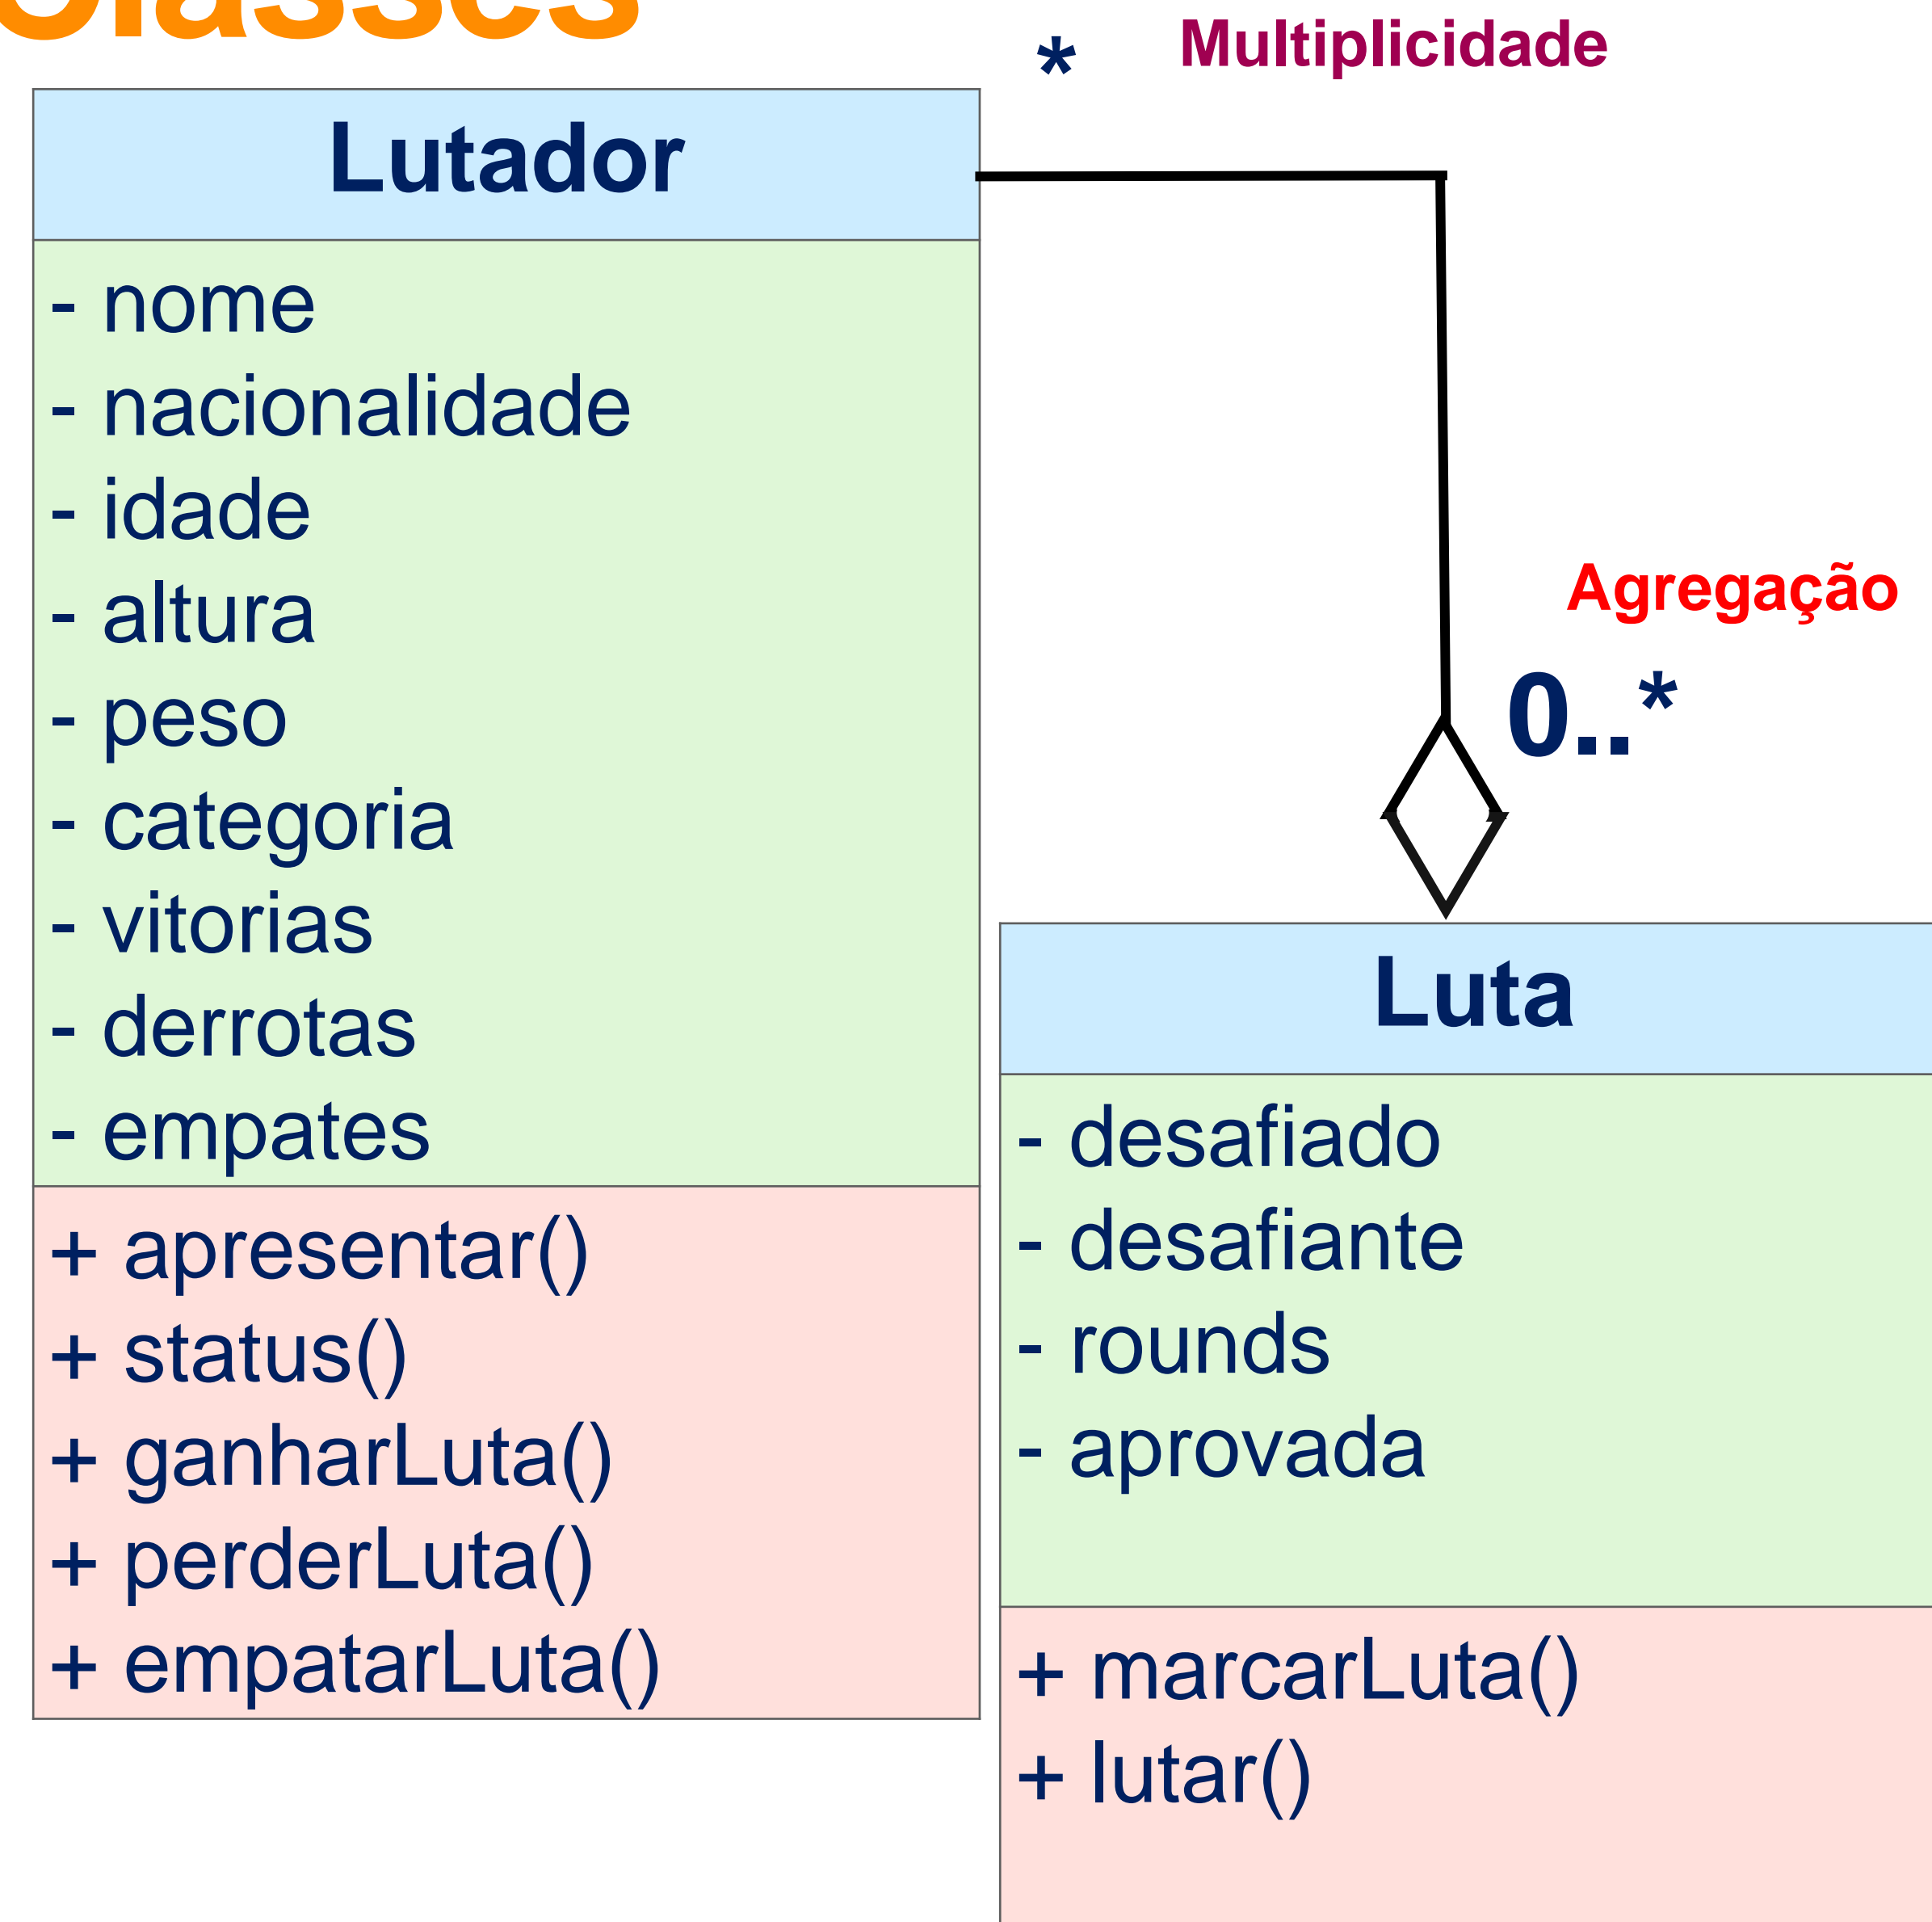 Classes
* Multiplicidade
Lutador
- nome
- nacionalidade
- idade
- altura
- peso
- categoria
- vitorias
- derrotas
- empates
+ apresentar()
+ status()
+ ganharLuta()
+ perderLuta()
+ empatarLuta()
Agregação
0..*
Luta
- desafiado
- desafiante
- rounds
- aprovada
+ marcarLuta()
+ lutar()